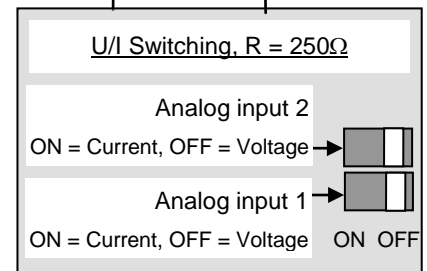 U/I Switching, R = 250Ω
Analog input 2
ON = Current, OFF = Voltage
Analog input 1
ON = Current, OFF = Voltage ON OFF